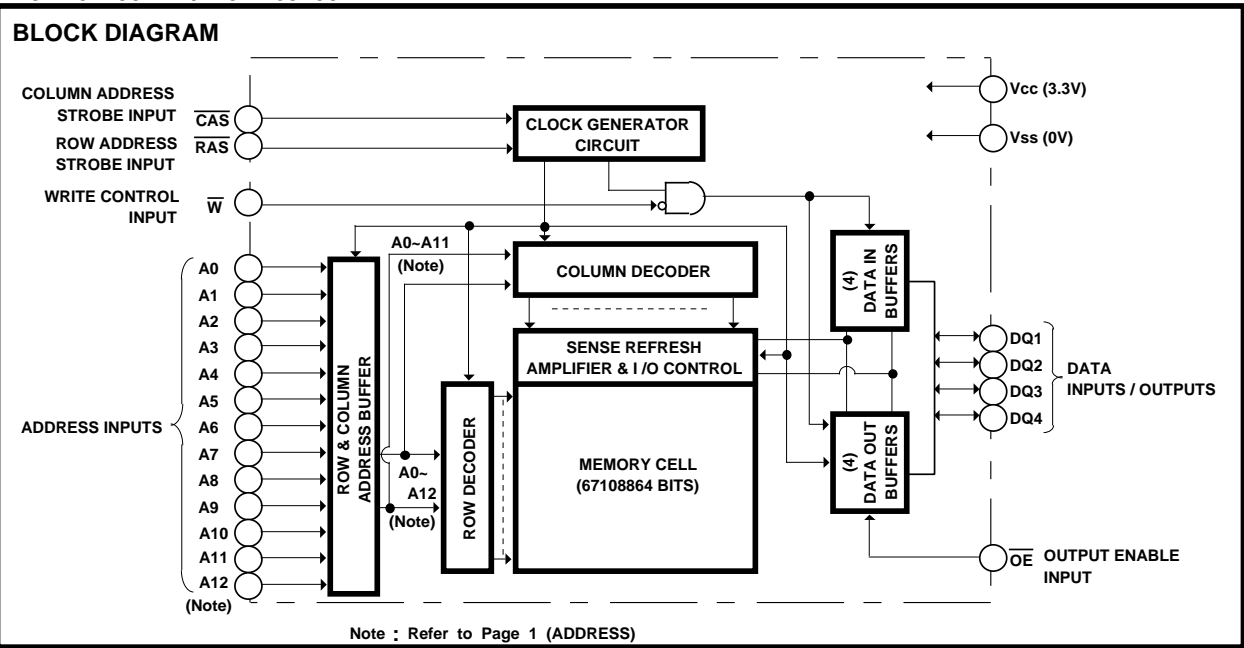 BLOCK DIAGRAM
COLUMN ADDRESS
STROBE INPUT
CAS
ROW ADDRESS
STROBE INPUT
RAS
WRITE CONTROL
INPUT
W
CLOCK GENERATOR
CIRCUIT
Vcc (3.3V)
Vss (0V)
ADDRESS INPUTS
A0
A1
A2
A3
A4
A5
A6
A7
A8
A9
A10
A11
A12
(Note)
ROW & COLUMN
ADDRESS BUFFER
A0~A11
(Note)
A0~
A12
(Note)
ROW DECODER
COLUMN DECODER
SENSE REFRESH
AMPLIFIER & I /O CONTROL
MEMORY CELL
(67108864 BITS)
(4)
DATA IN
BUFFERS
(4)
DATA OUT
BUFFERS
DQ1
DQ2
DQ3
DQ4
DATA
INPUTS / OUTPUTS
OE
OUTPUT ENABLE
INPUT
Note : Refer to Page 1 (ADDRESS)